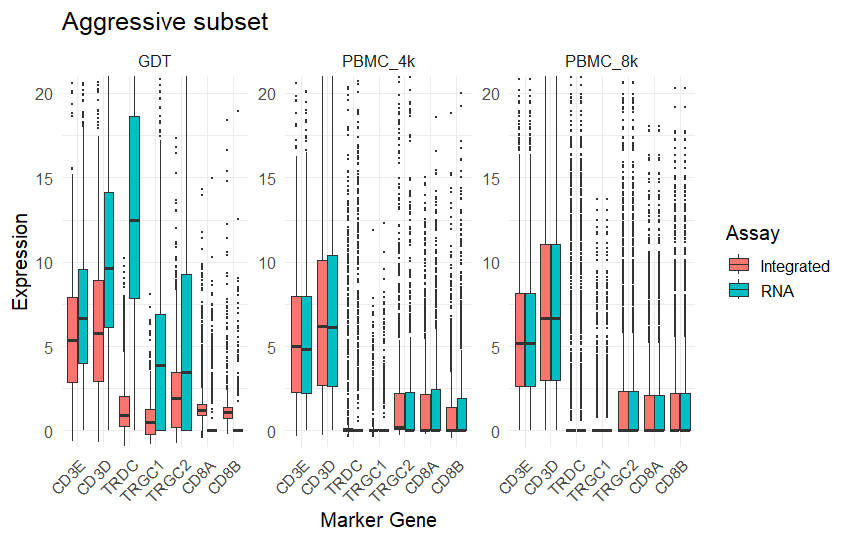 Aggressive subset
GDT
PBMC_4k
PBMC_8k
Expression
20
15
10
5
0
20
15
10
5
0
20
15
10
5
0
CD3E
CD3D
TRDC
TRGC1
TRGC2
CD8A
CD8B
CD3E
CD3D
TRDC
TRGC1
TRGC2
CD8A
CD8B
CD3E
CD3D
TRDC
TRGC1
TRGC2
CD8A
CD8B
Marker Gene
Assay
Integrated
RNA